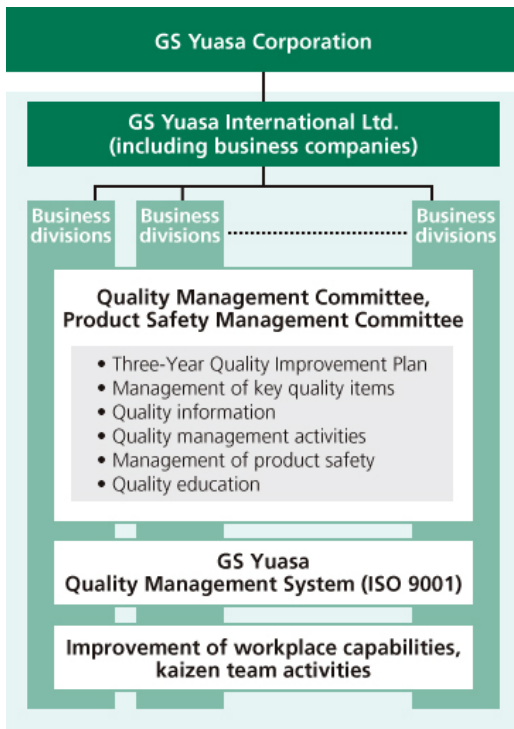 GS Yuasa Corporation
GS Yuasa International Ltd.
(including business companies)
Business
divisions
Business
divisions
Business
divisions
Quality Management Committee,
Product Safety Management Committee
• Three-Year Quality Improvement Plan
• Management of key quality items
• Quality information
• Quality management activities
• Management of product safety
• Quality education
GS Yuasa
Quality Management System (ISO 9001)
Improvement of workplace capabilities,
kaizen team activities